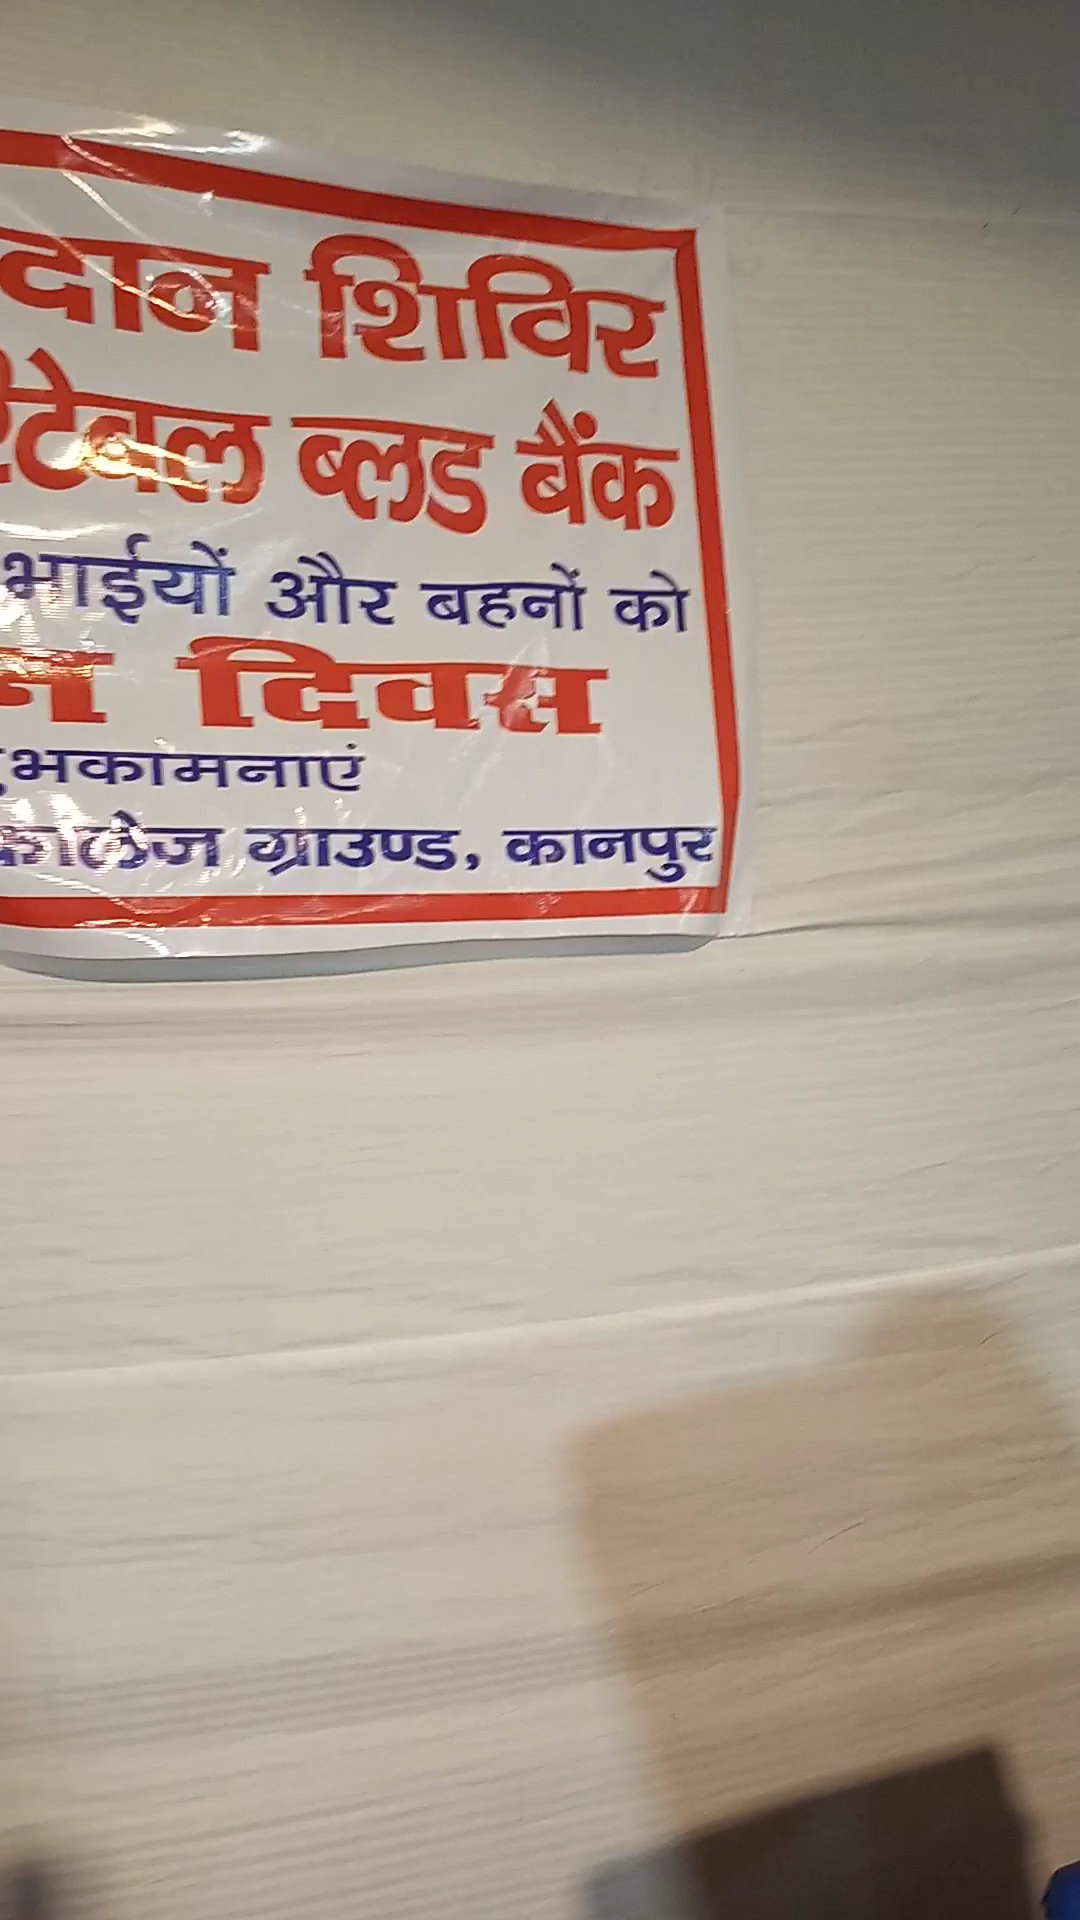 दान शिविर
रिटेबल ब्लड बैंक
भाईयों और बहनों को
न दिवस
भकामनाएं
कालेज ग्राउण्ड, कानपुर